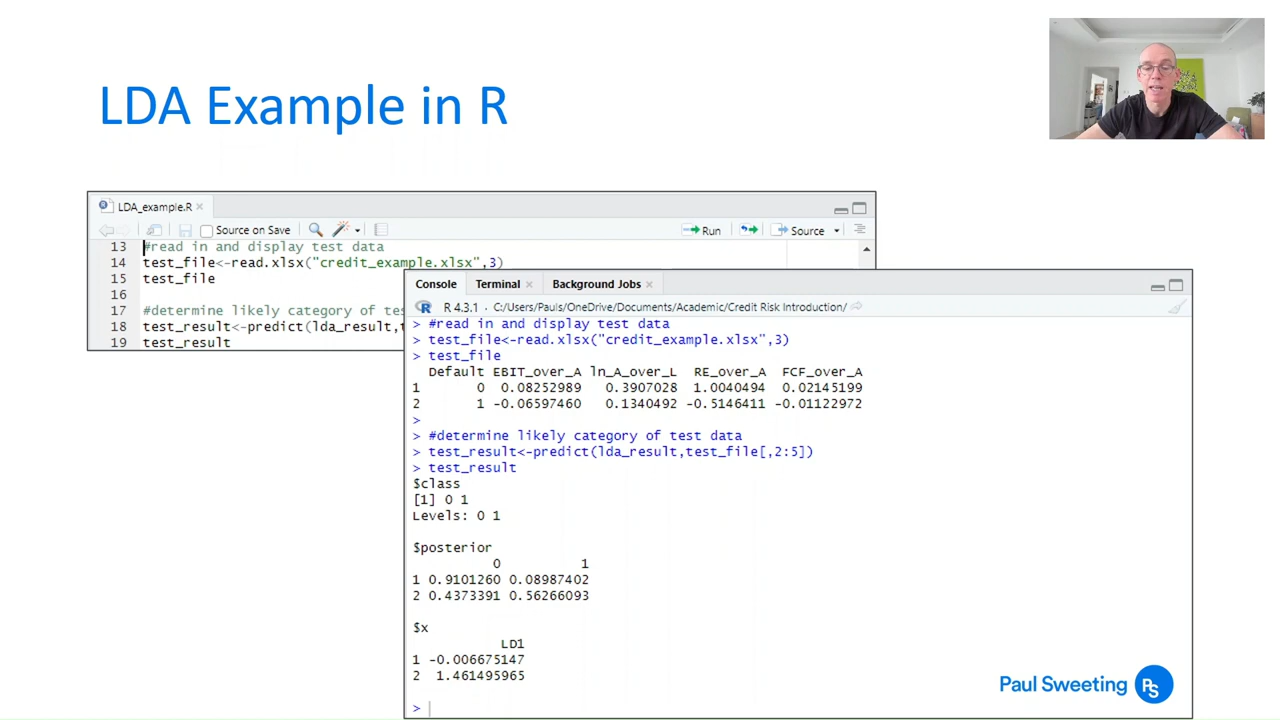 LDA Example in R
LDA_example.R
Source on Save
Run
Source
13 #read in and display test data
14 test_file<-read.xlsx("credit_example.xlsx",3)
15 test_file
16
17 #determine likely category of tes
18 test_result<-predict(lda_result,t
19 test_result
Console Terminal Background Jobs
R 4.3.1 · C:/Users/Pauls/OneDrive/Documents/Academic/Credit Risk Introduction/
> #read in and display test data
> test_file<-read.xlsx("credit_example.xlsx",3)
> test_file
Default EBIT_over_A ln_A_over_L RE_over_A FCF_over_A
1 0 0.08252989 0.3907028 1.0040494 0.02145199
2 1 -0.06597460 0.1340492 -0.5146411 -0.01122972
>
> #determine likely category of test data
> test_result<-predict(lda_result,test_file[,2:5])
> test_result
$class
[1] 0 1
Levels: 0 1
$posterior
0 1
1 0.9101260 0.08987402
2 0.4373391 0.56266093
$x
LD1
1 -0.006675147
2 1.461495965
>
Paul Sweeting PS